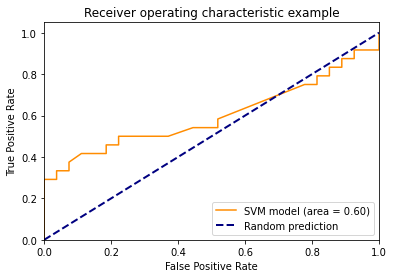 Receiver operating characteristic example
1.0
0.8
0.6
0.4
0.2
0.0
True Positive Rate
SVM model (area = 0.60)
Random prediction
0.0 0.2 0.4 0.6 0.8 1.0
False Positive Rate